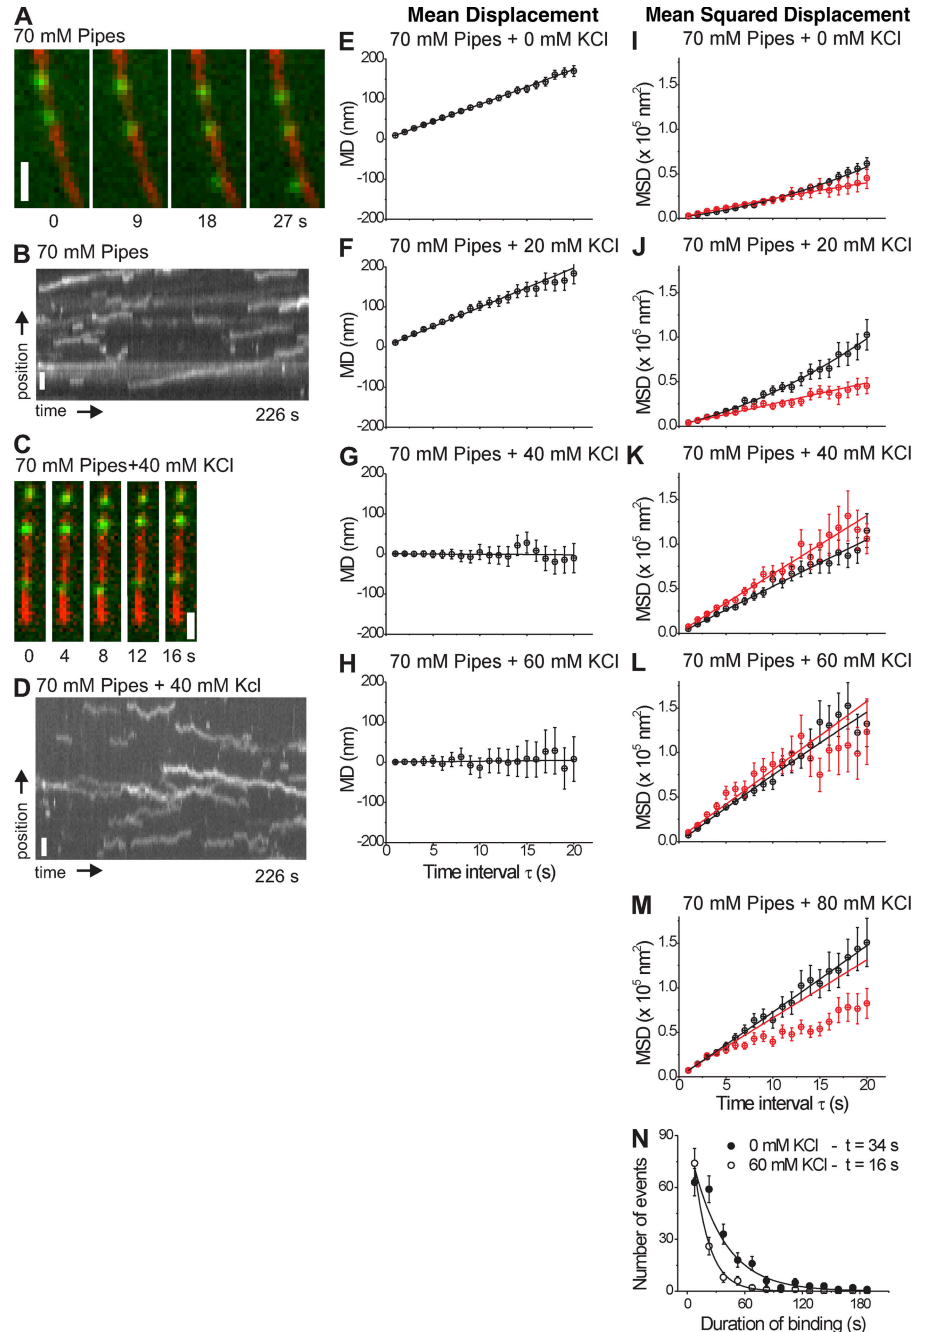 Mean Displacement
Mean Squared Displacement
A
70 mM Pipes
0 9 18 27 s
B 70 mM Pipes
position
time
226 s
C
70 mM Pipes+40 mM KCl
0 4 8 12 16 s
D 70 mM Pipes + 40 mM Kcl
position
time
226 s
E 70 mM Pipes + 0 mM KCl
MD (nm)
200
100
0
-100
-200
F 70 mM Pipes + 20 mM KCl
MD (nm)
200
100
0
-100
-200
G 70 mM Pipes + 40 mM KCl
MD (nm)
200
100
0
-100
-200
H 70 mM Pipes + 60 mM KCl
MD (nm)
200
100
0
-100
-200
0 5 10 15 20
Time interval τ (s)
I 70 mM Pipes + 0 mM KCl
MSD (x 10⁵ nm²)
1.5
1.0
0.5
0.0
J 70 mM Pipes + 20 mM KCl
MSD (x 10⁵ nm²)
1.5
1.0
0.5
0.0
K 70 mM Pipes + 40 mM KCl
MSD (x 10⁵ nm²)
1.5
1.0
0.5
0.0
L 70 mM Pipes + 60 mM KCl
MSD (x 10⁵ nm²)
1.5
1.0
0.5
0.0
M 70 mM Pipes + 80 mM KCl
MSD (x 10⁵ nm²)
1.5
1.0
0.5
0.0
0 5 10 15 20
Time interval τ (s)
N
0 mM KCl - t = 34 s
60 mM KCl - t = 16 s
Number of events
90
60
30
0
0 60 120 180
Duration of binding (s)